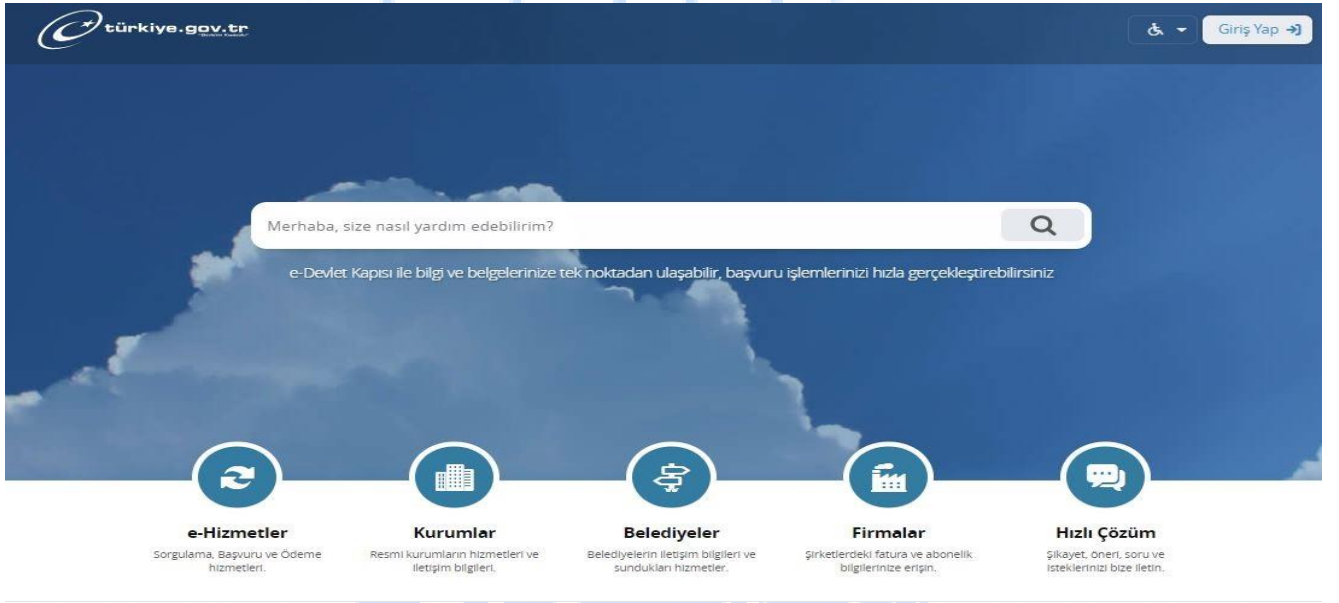 türkiye.gov.tr
Giriş Yap
Merhaba, size nasıl yardım edebilirim?
e-Devlet Kapısı ile bilgi ve belgelerinize tek noktadan ulaşabilir, başvuru işlemlerinizi hızla gerçekleştirebilirsiniz
e-Hizmetler
Sorgulama, Başvuru ve Ödeme
hizmetleri.
Kurumlar
Resmi kurumların hizmetleri ve
iletişim bilgileri.
Belediyeler
Belediyelerin iletişim bilgileri ve
sundukları hizmetler.
Firmalar
Şirketlerdeki fatura ve abonelik
bilgilerinize erişin.
Hızlı Çözüm
Şikayet, öneri, soru ve
isteklerinizi bize iletin.